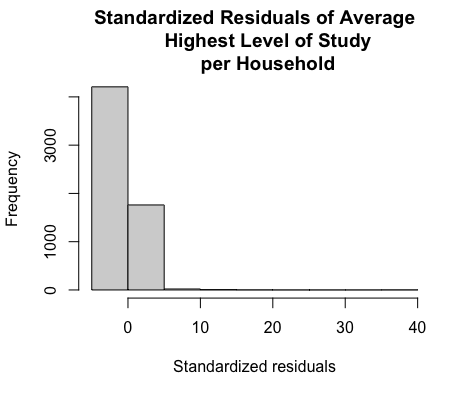 Standardized Residuals of Average
Highest Level of Study
per Household
Frequency
3000
1000
0
0 10 20 30 40
Standardized residuals